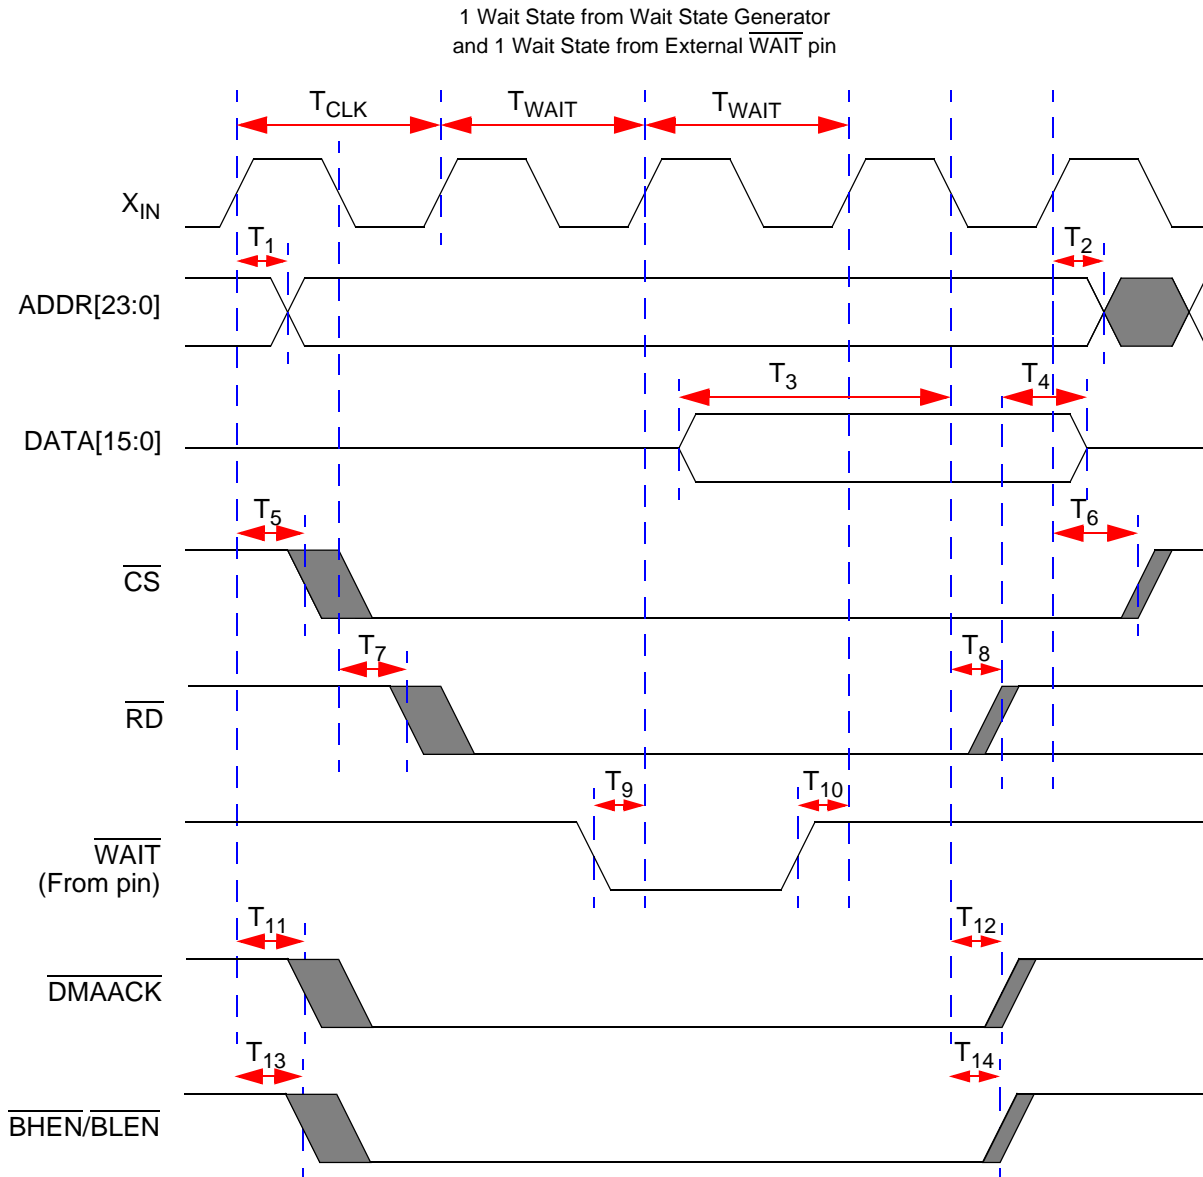 1 Wait State from Wait State Generator
and 1 Wait State from External WAIT pin
TCLK TWAIT TWAIT
XIN
T1 T2
ADDR[23:0]
T3 T4
DATA[15:0]
T5 T6
CS
T7 T8
RD
T9 T10
WAIT
(From pin)
T11 T12
DMAACK
T13 T14
BHEN/BLEN